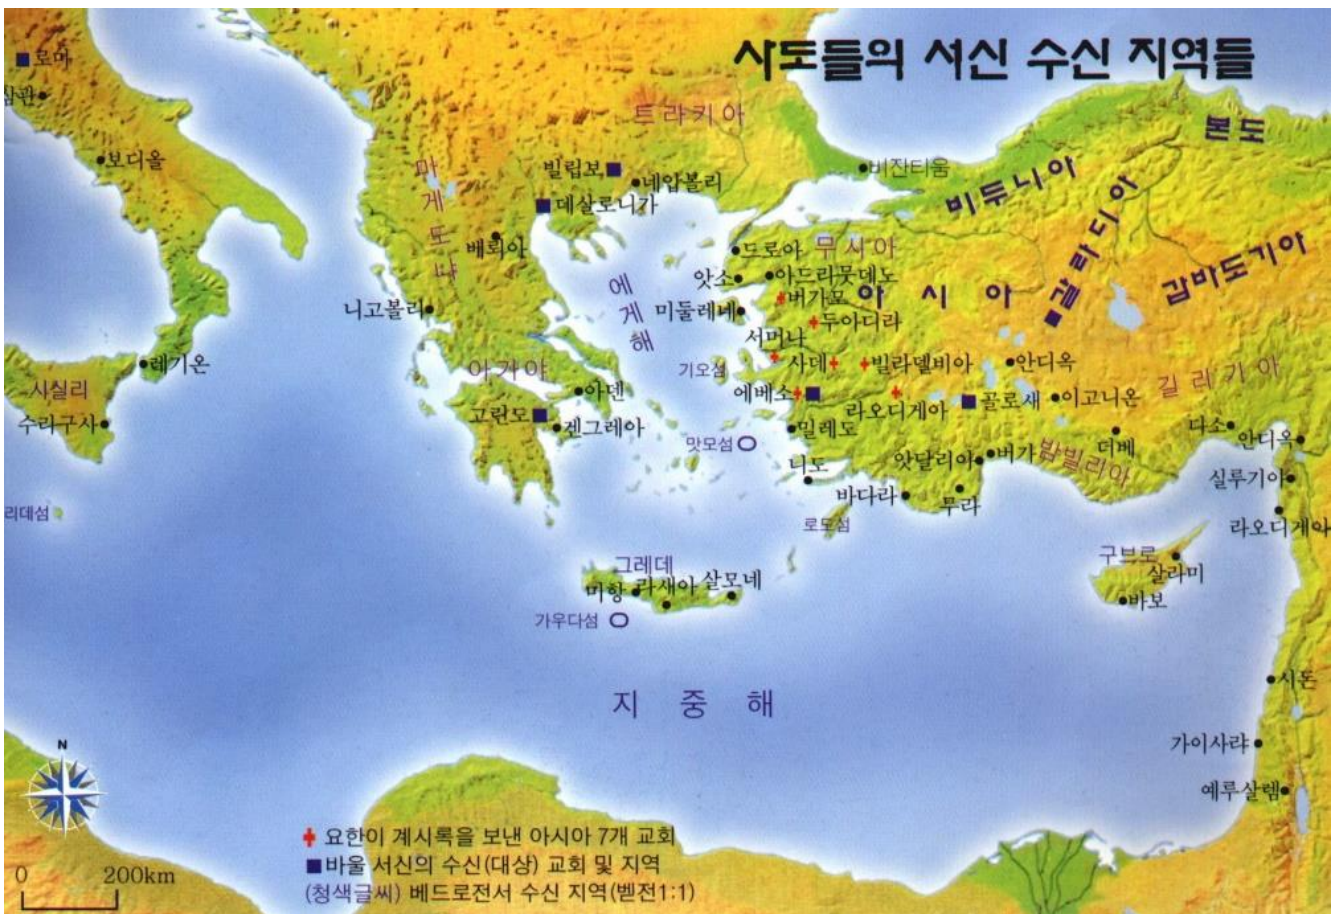 사도들의 서신 수신 지역들
로마
삼관
보디올
트라키아
본도
마게도냐
빌립보
네압볼리
비잔티움
비두니아
갈라디아
데살로니가
베뢰아
드로아
무시아
갑바도기아
에게해
앗소
아드라뭇데노
버가모
아시아
니고볼리
미둘레네
두아디라
서머나
레기온
아가야
기오섬
사데
빌라델비아
안디옥
길리기아
시실리
아덴
에베소
라오디게아
골로새
이고니온
수리구사
고린도
겐그레아
밀레도
더베
다소
안디옥
맛모섬
니도
앗달리아
버가
밤빌리아
실루기아
바다라
무라
리데섬
로도섬
라오디게아
그레데
구브로
살라미
미항
라새아
살모네
바보
가우다섬
시돈
지중해
가이사랴
예루살렘
N
요한이 계시록을 보낸 아시아 7개 교회
바울 서신의 수신(대상) 교회 및 지역
(청색글씨) 베드로전서 수신 지역(벧전1:1)
0 200km